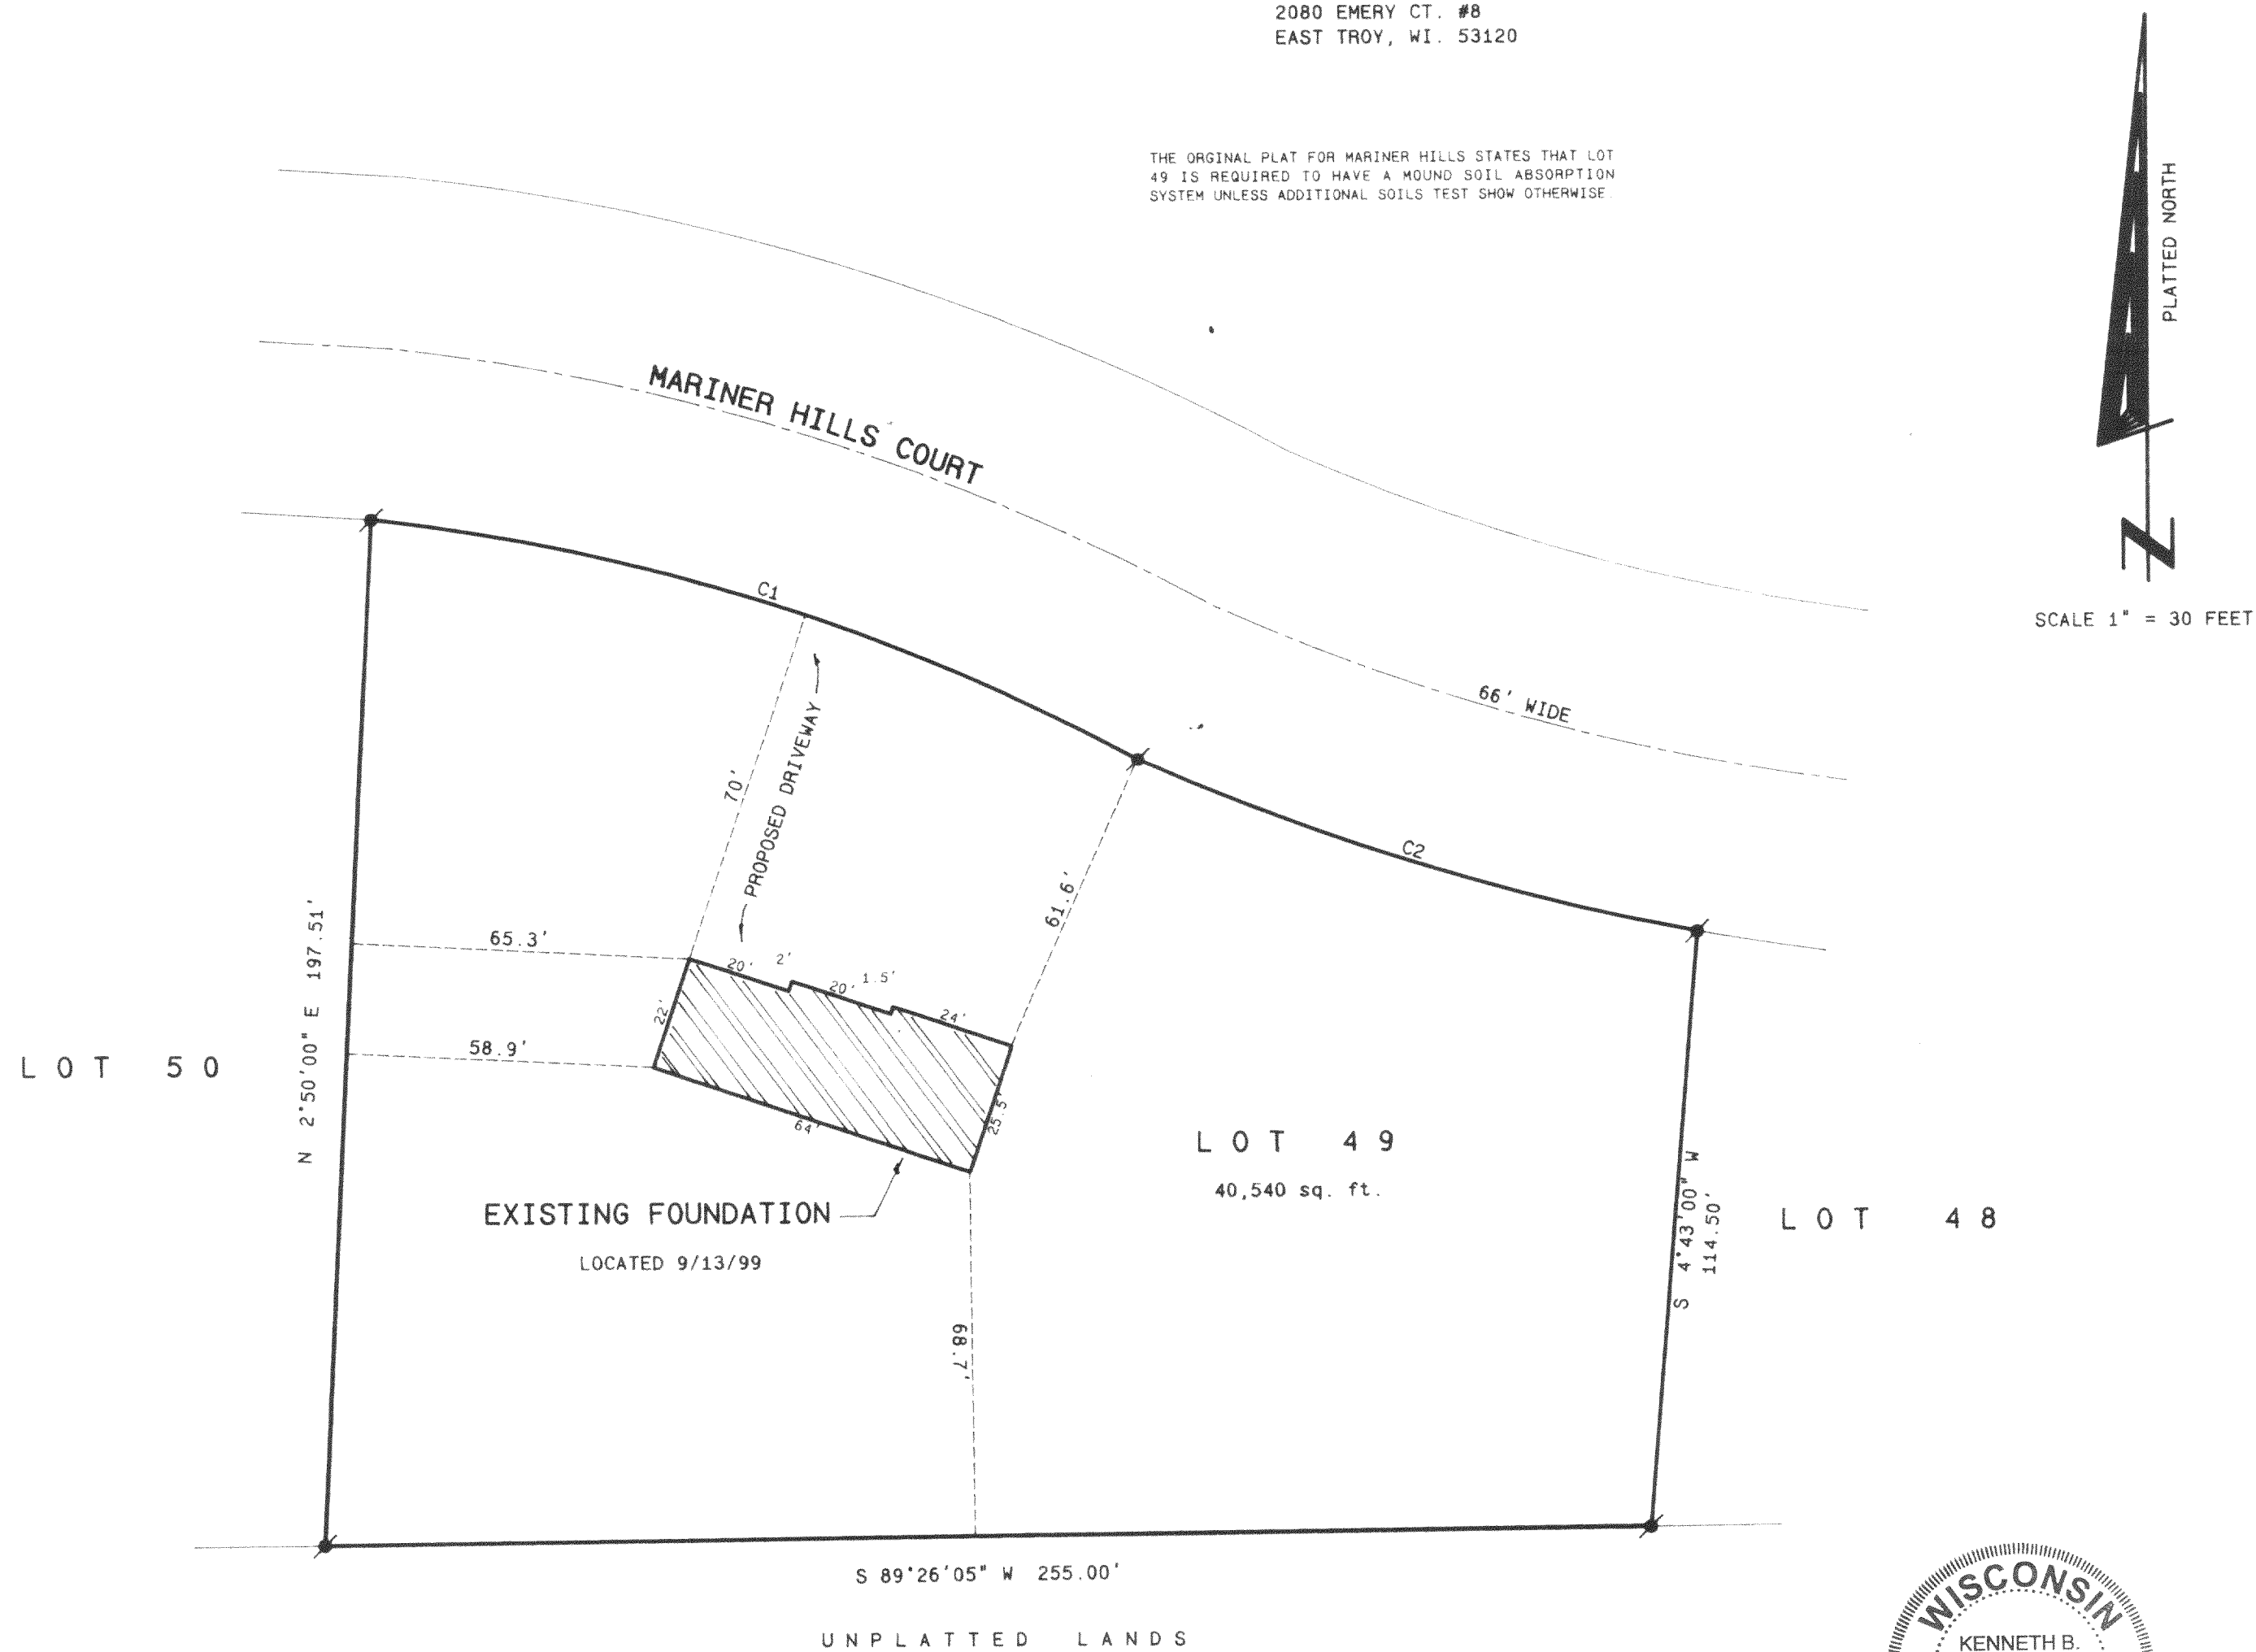 2080 EMERY CT. #8
EAST TROY, WI. 53120
THE ORGINAL PLAT FOR MARINER HILLS STATES THAT LOT
49 IS REQUIRED TO HAVE A MOUND SOIL ABSORPTION
SYSTEM UNLESS ADDITIONAL SOILS TEST SHOW OTHERWISE.
PLATTED NORTH
N
SCALE 1" = 30 FEET
MARINER HILLS COURT
66' WIDE
C1
C2
70'
PROPOSED DRIVEWAY
61.6'
65.3'
20'
2'
20'
1.5'
24'
22'
58.9'
25.5'
64'
N 2°50'00" E 197.51'
LOT 50
LOT 49
40,540 sq. ft.
S 4°43'00" W
114.50'
LOT 48
EXISTING FOUNDATION
LOCATED 9/13/99
68.7'
S 89°26'05" W 255.00'
UNPLATTED LANDS
WISCONSIN
KENNETH B.